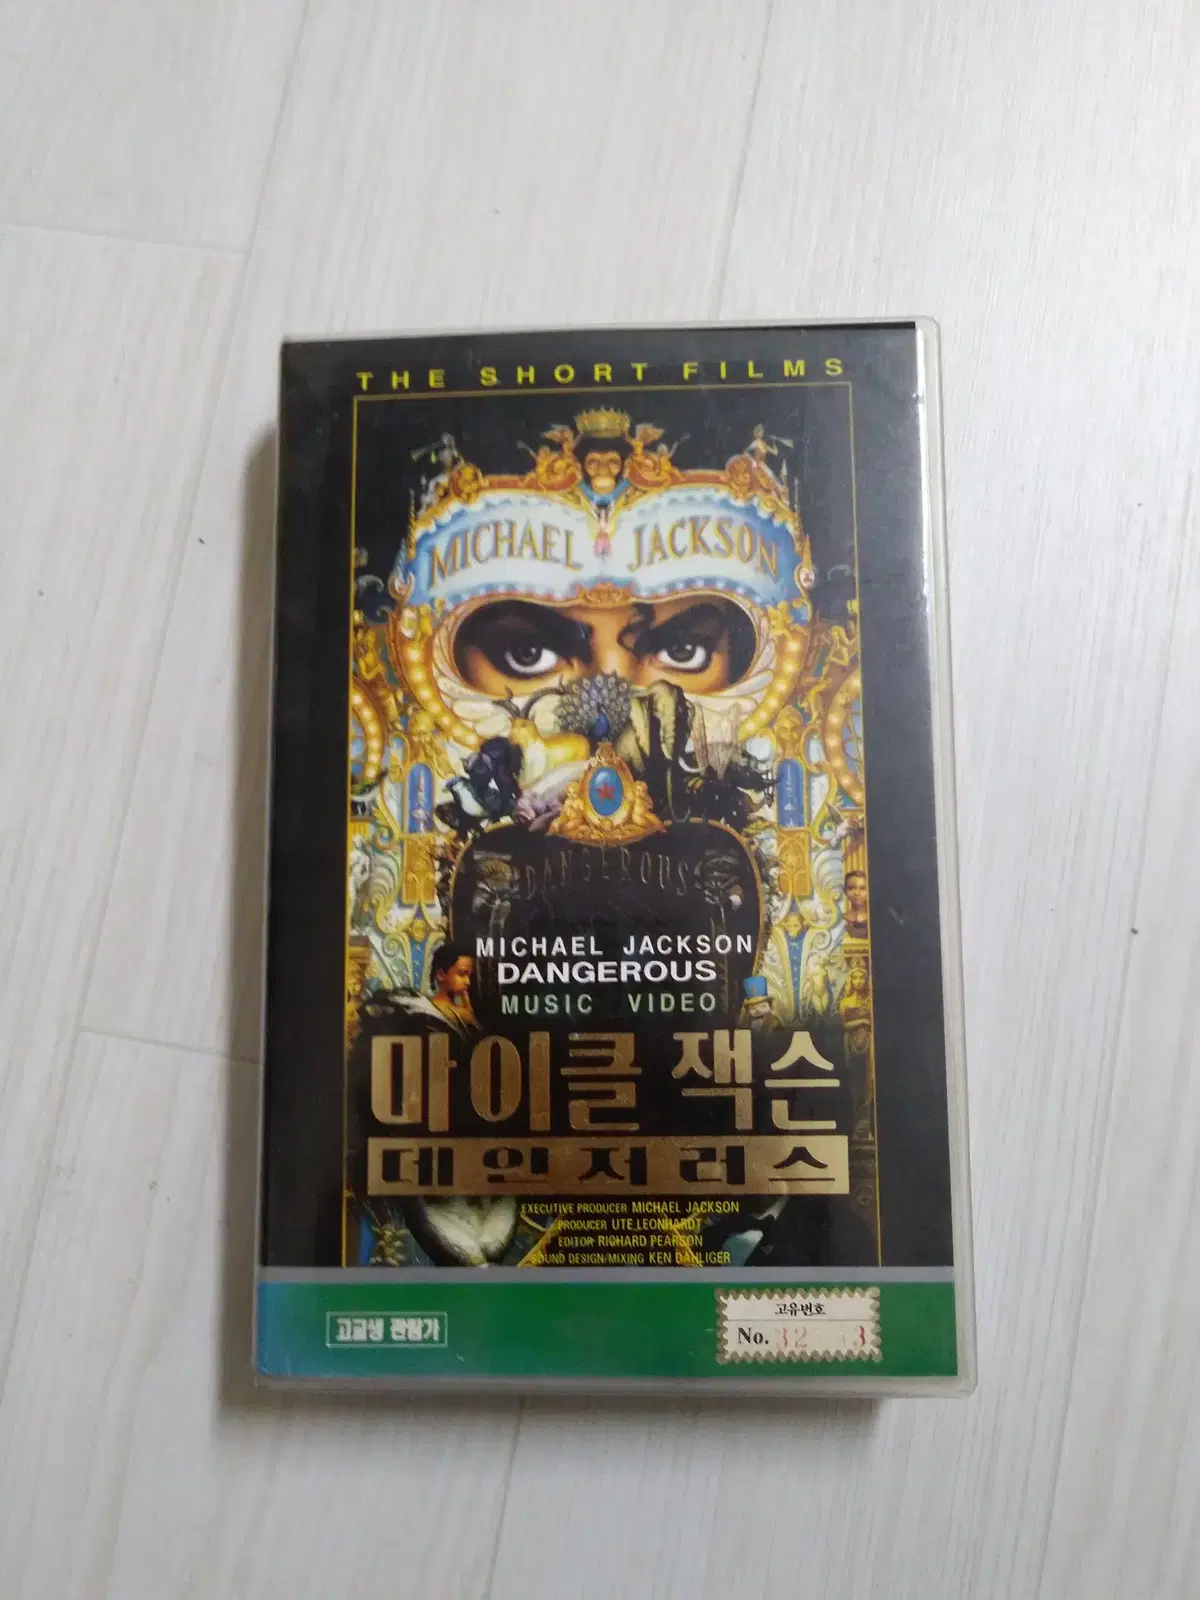 THE SHORT FILMS
MICHAEL JACKSON
DANGEROUS
MICHAEL JACKSON
DANGEROUS
MUSIC VIDEO
마이클 잭슨
데인저러스
EXECUTIVE PRODUCER MICHAEL JACKSON
PRODUCER UTE LEONHARDT
EDITOR RICHARD PEARSON
SOUND DESIGN/MIXING KEN DAHLIGER
고교생 관람가
고유번호
No. 32 3